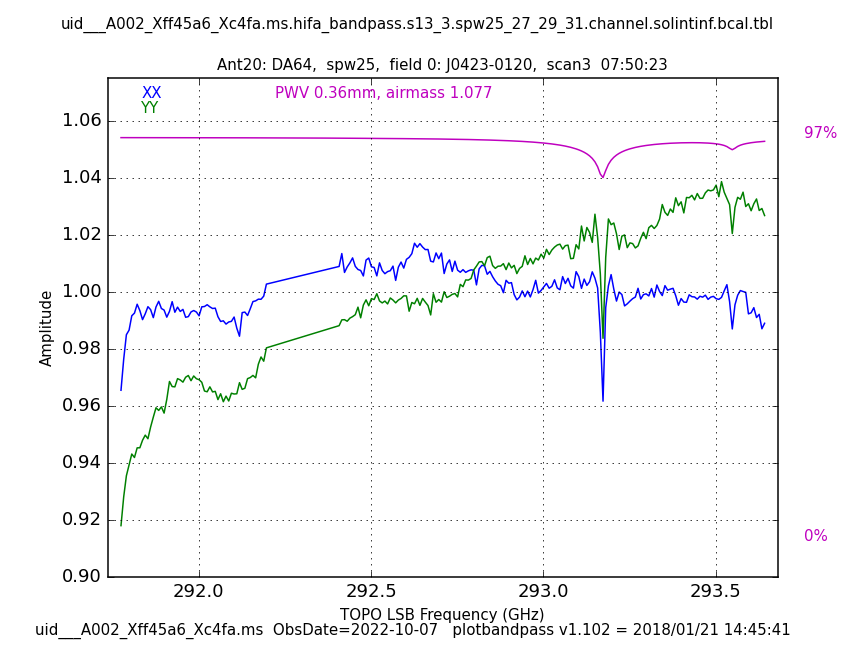 uid___A002_Xff45a6_Xc4fa.ms.hifa_bandpass.s13_3.spw25_27_29_31.channel.solintinf.bcal.tbl
Ant20: DA64,  spw25,  field 0: J0423-0120,  scan3  07:50:23
XX
PWV 0.36mm, airmass 1.077
YY
97%
0%
1.06
1.04
1.02
1.00
0.98
0.96
0.94
0.92
0.90
Amplitude
292.0 292.5 293.0 293.5
TOPO LSB Frequency (GHz)
uid___A002_Xff45a6_Xc4fa.ms  ObsDate=2022-10-07   plotbandpass v1.102 = 2018/01/21 14:45:41